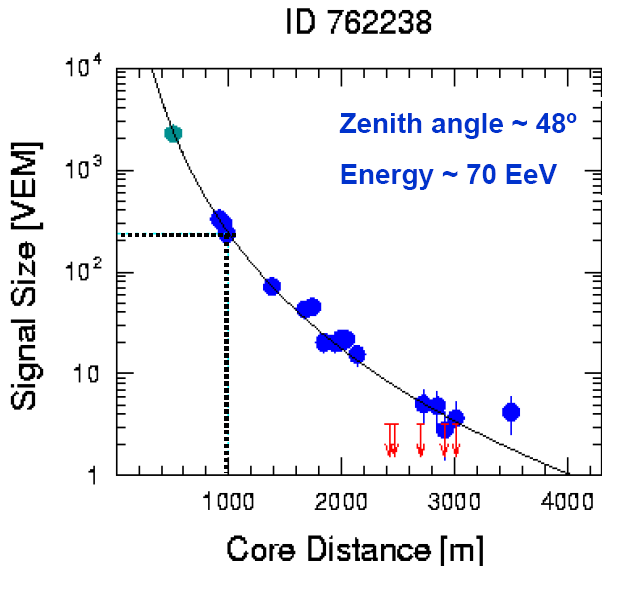 ID 762238
Zenith angle ~ 48º
Energy ~ 70 EeV
Signal Size [VEM]
10⁴
10³
10²
10
1
1000 2000 3000 4000
Core Distance [m]